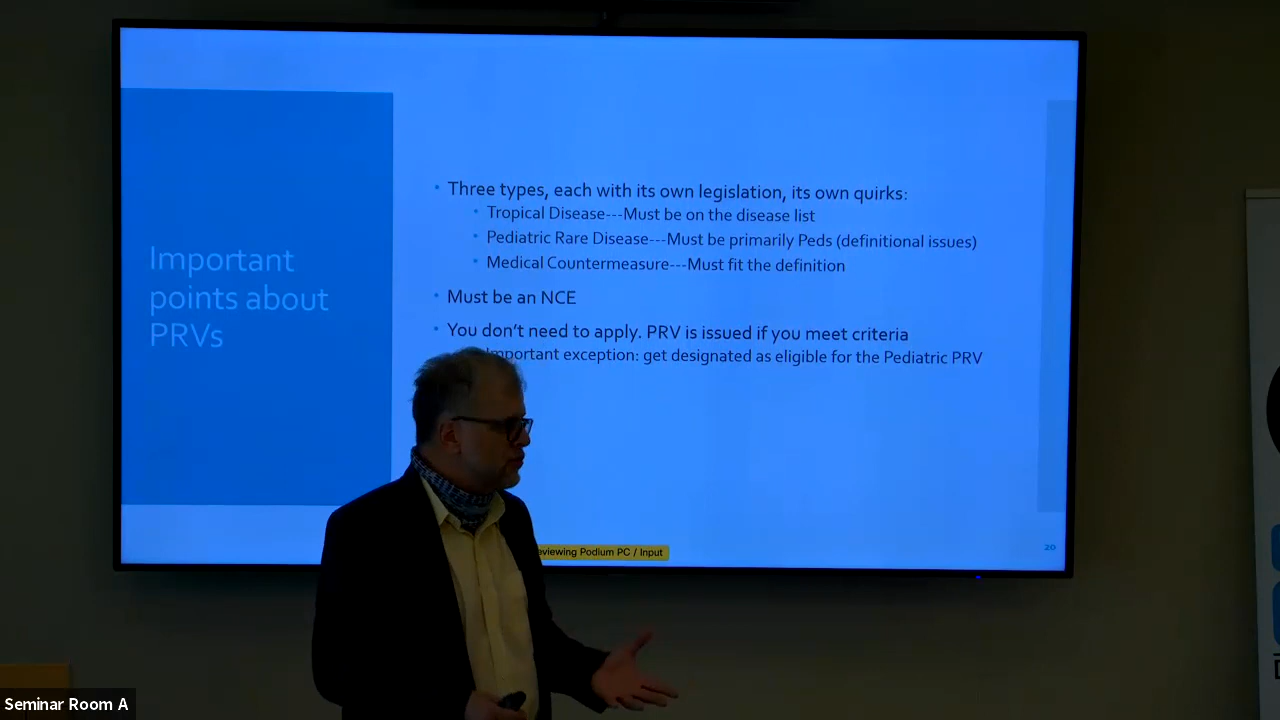 Important
points about
PRVs
Three types, each with its own legislation, its own quirks:
Tropical Disease---Must be on the disease list
Pediatric Rare Disease---Must be primarily Peds (definitional issues)
Medical Countermeasure---Must fit the definition
Must be an NCE
You don't need to apply. PRV is issued if you meet criteria
Important exception: get designated as eligible for the Pediatric PRV
eviewing Podium PC / Input
20
Seminar Room A